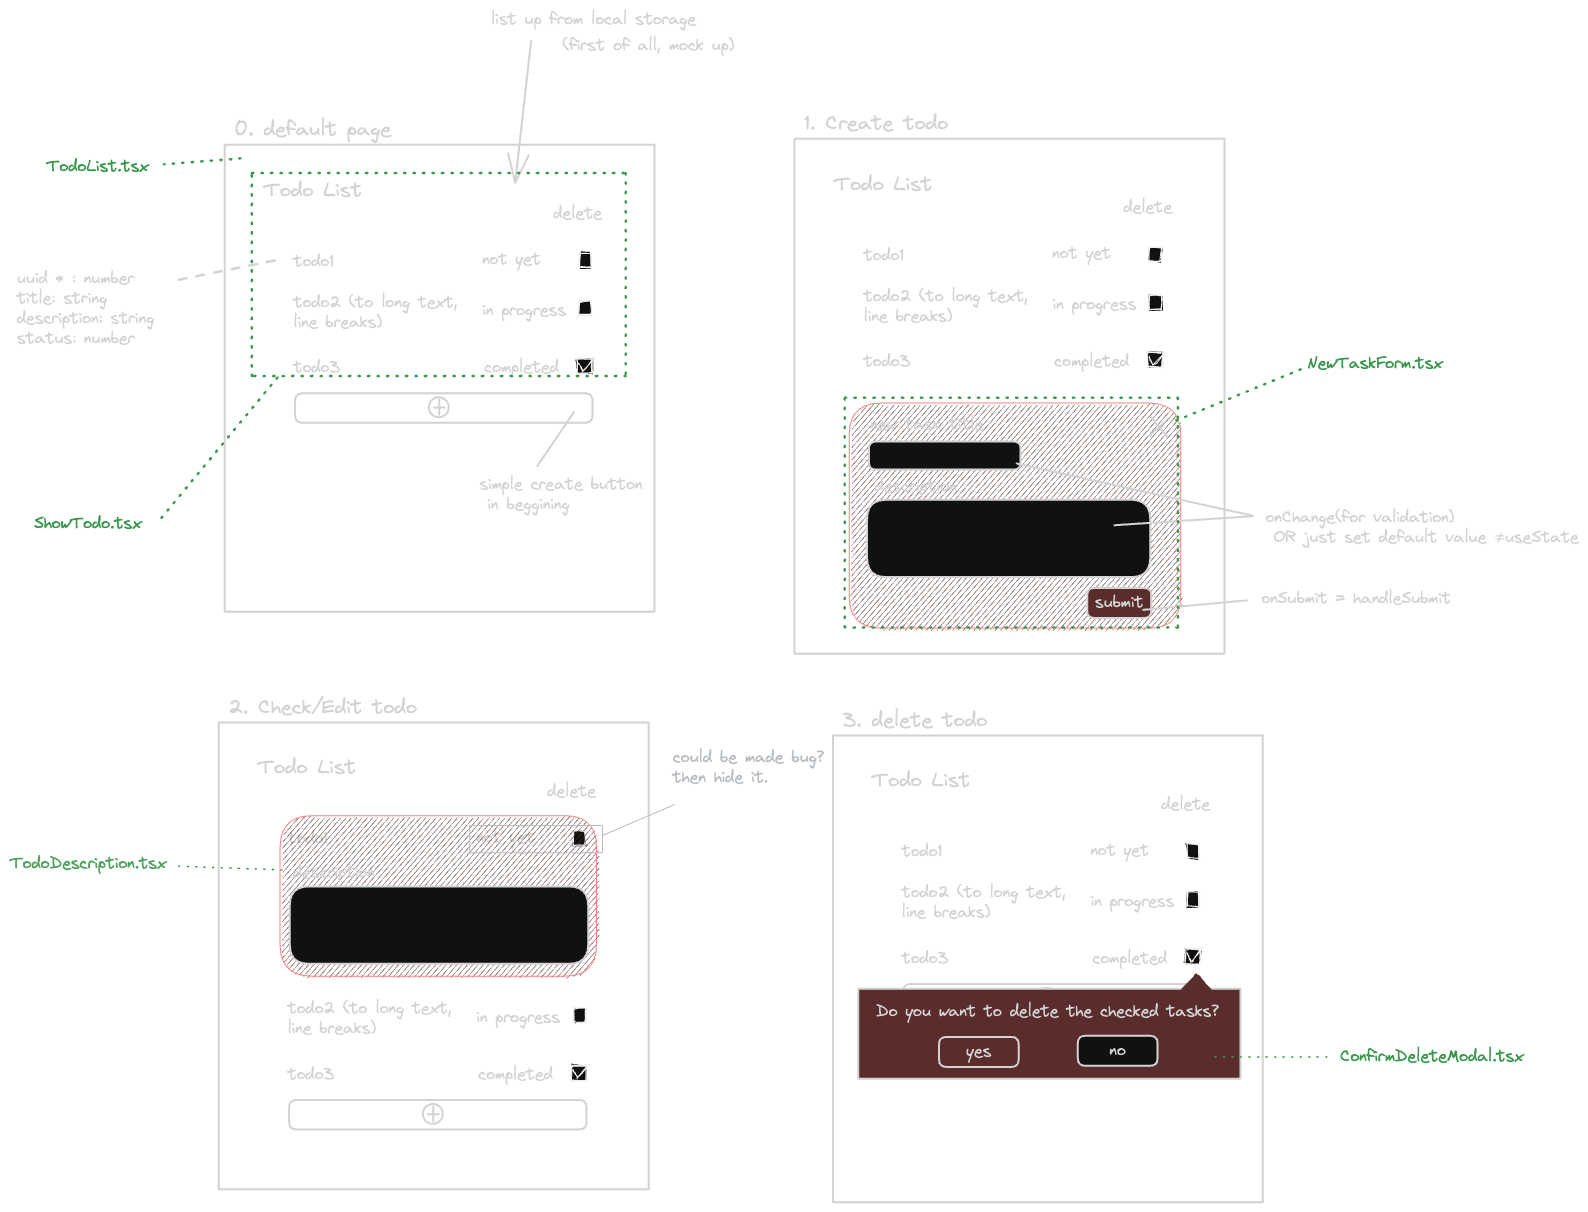 list up from local storage
(first of all, mock up)
0. default page
TodoList.tsx
Todo List
delete
uuid * : number
title: string
description: string
status: number
todo1
not yet
todo2 (to long text,
line breaks)
in progress
todo3
completed
simple create button
in beggining
ShowTodo.tsx
1. Create todo
Todo List
delete
todo1
not yet
todo2 (to long text,
line breaks)
in progress
todo3
completed
NewTaskForm.tsx
new task title
description
submit
onChange(for validation)
OR just set default value ≠useState
onSubmit = handleSubmit
2. Check/Edit todo
Todo List
delete
could be made bug?
then hide it.
todo1
not yet
description
TodoDescription.tsx
todo2 (to long text,
line breaks)
in progress
todo3
completed
3. delete todo
Todo List
delete
todo1
not yet
todo2 (to long text,
line breaks)
in progress
todo3
completed
Do you want to delete the checked tasks?
yes
no
ConfirmDeleteModal.tsx